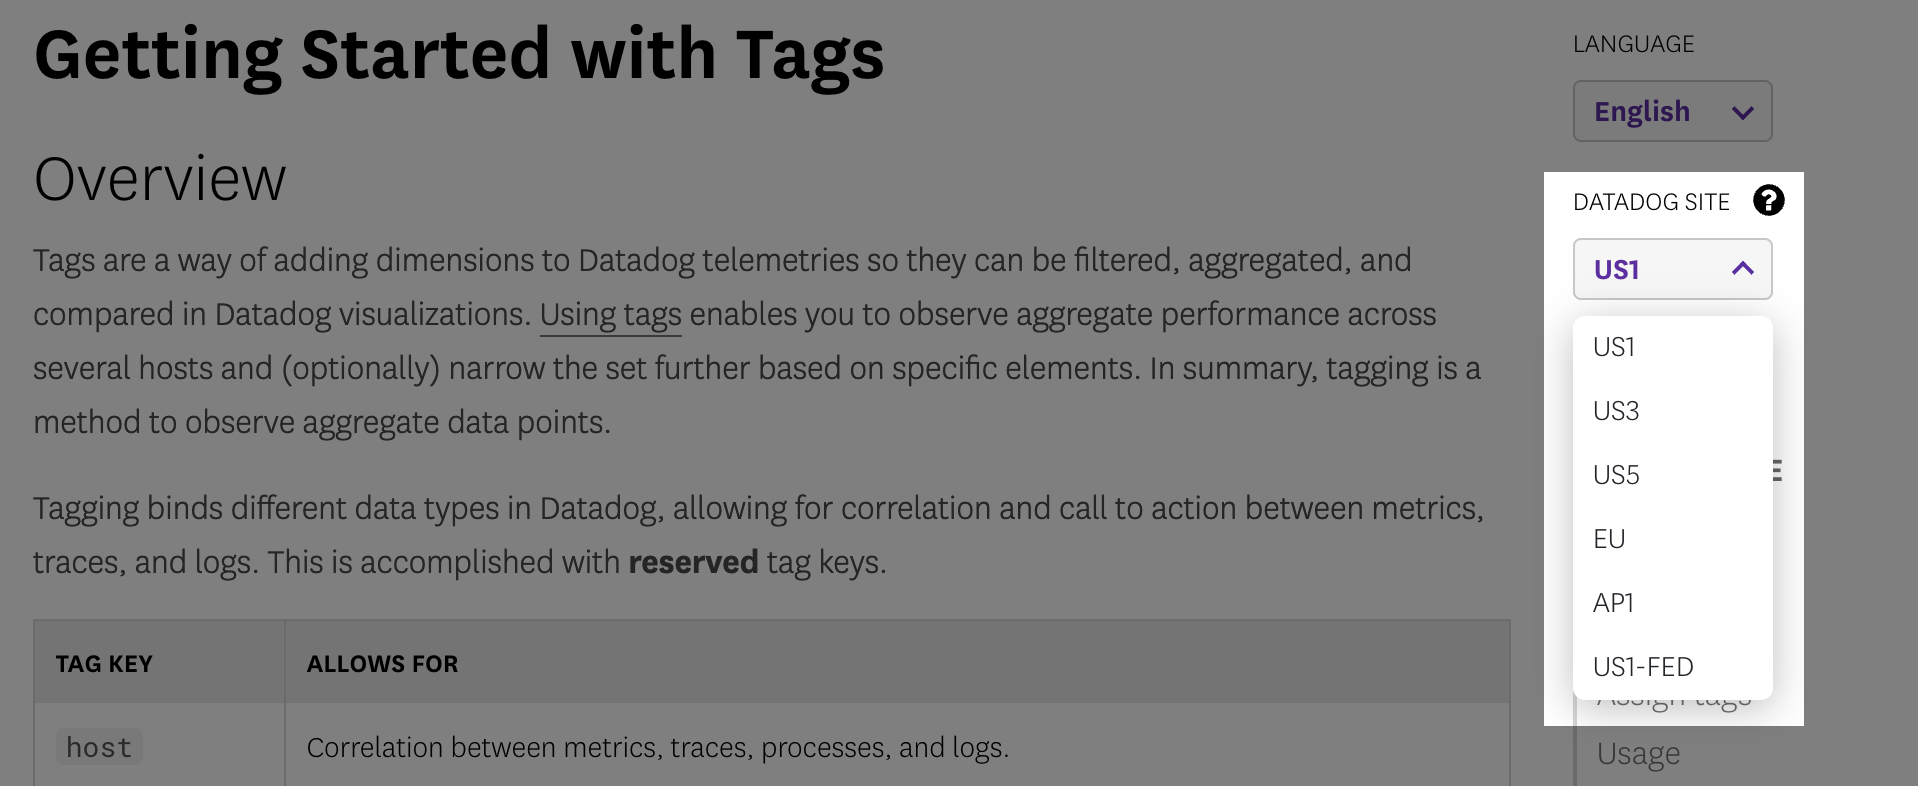 Getting Started with Tags
Overview
Tags are a way of adding dimensions to Datadog telemetries so they can be filtered, aggregated, and
compared in Datadog visualizations. Using tags enables you to observe aggregate performance across
several hosts and (optionally) narrow the set further based on specific elements. In summary, tagging is a
method to observe aggregate data points.
Tagging binds different data types in Datadog, allowing for correlation and call to action between metrics,
traces, and logs. This is accomplished with reserved tag keys.
TAG KEY
ALLOWS FOR
host
Correlation between metrics, traces, processes, and logs.
LANGUAGE
English
DATADOG SITE
?
US1
US1
US3
US5
EU
AP1
US1-FED
Assign tags
Usage